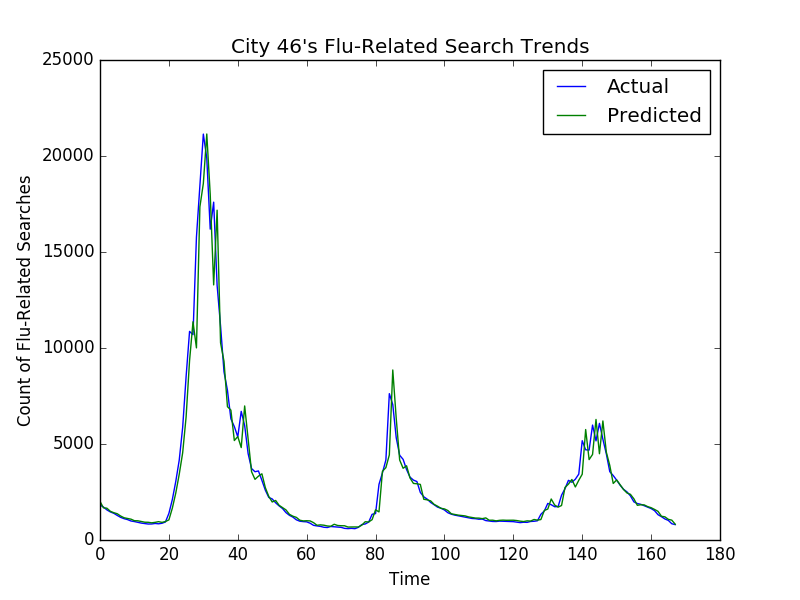 City 46's Flu-Related Search Trends
Actual
Predicted
Count of Flu-Related Searches
25000
20000
15000
10000
5000
0
0 20 40 60 80 100 120 140 160 180
Time